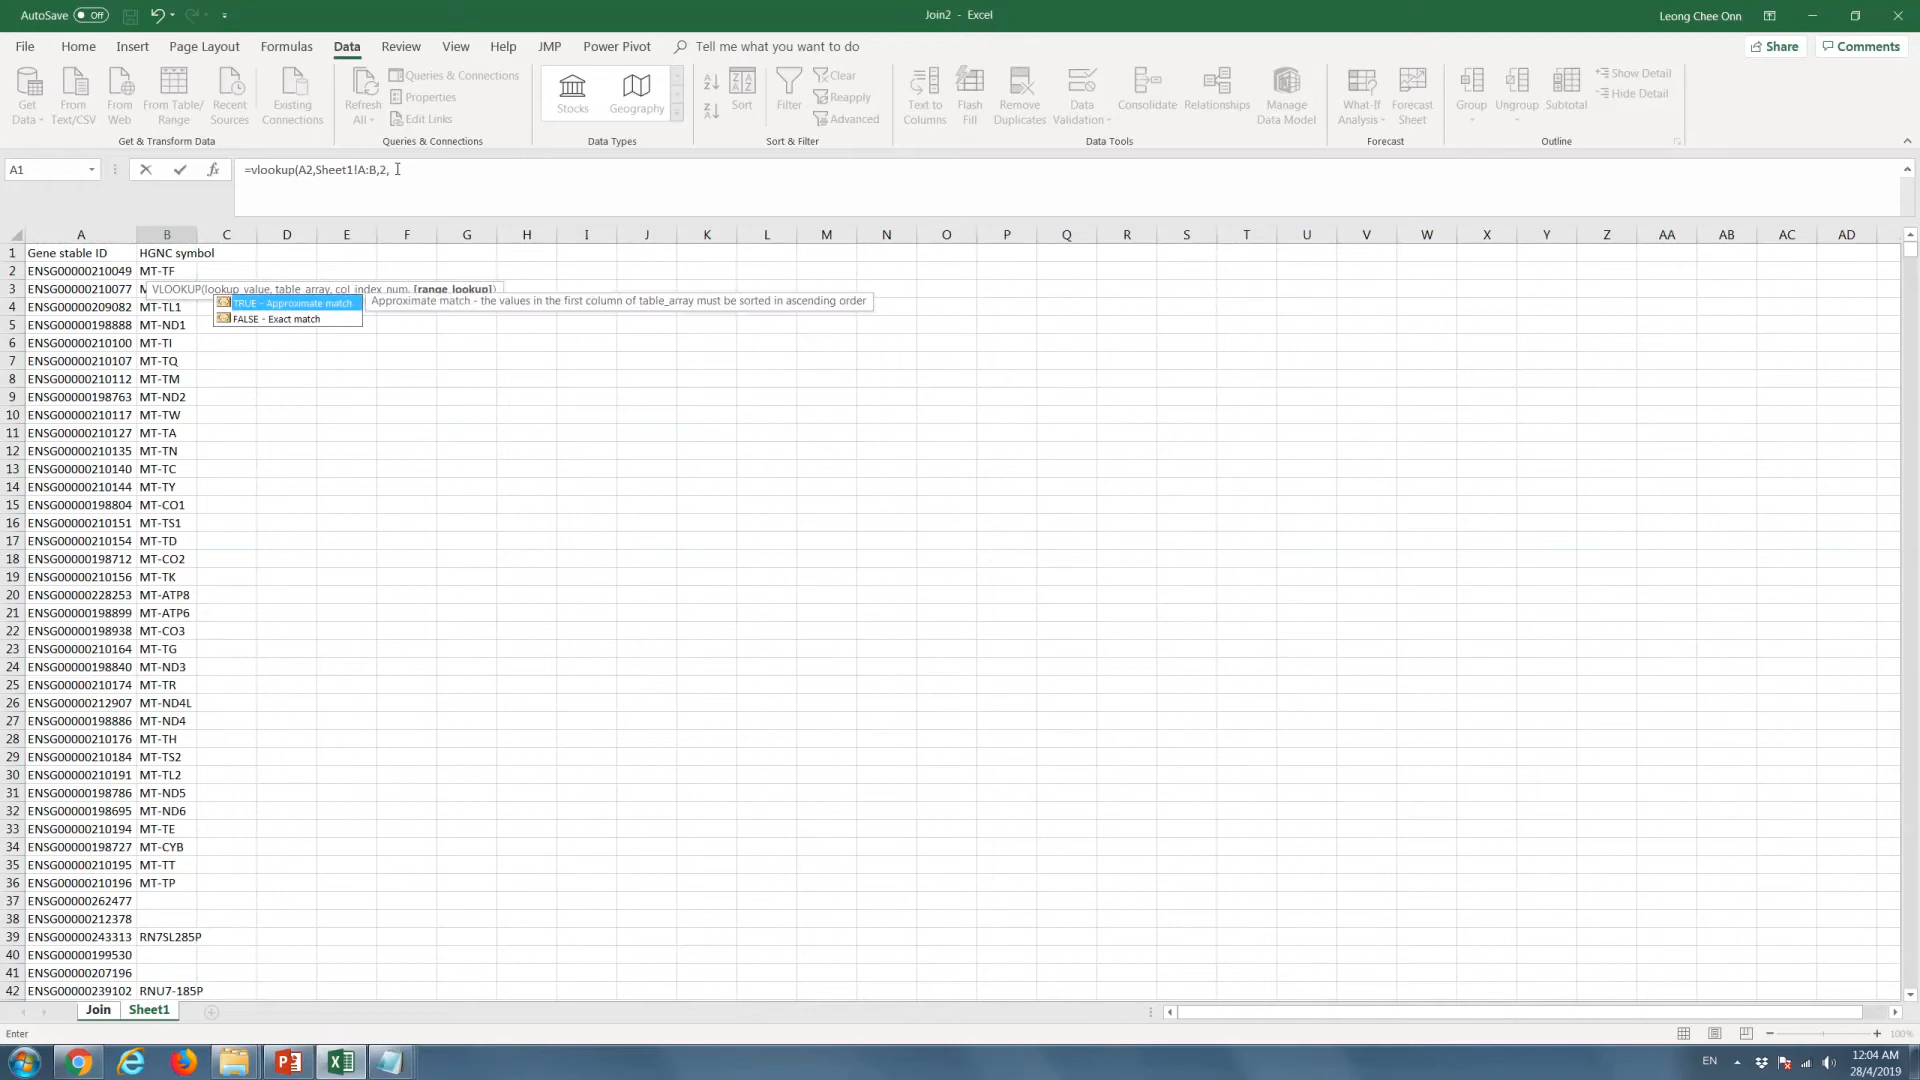 AutoSave Off
Join2 - Excel
Leong Chee Onn
File Home Insert Page Layout Formulas Data Review View Help JMP Power Pivot Tell me what you want to do Share Comments
Get Data
From Text/CSV
From Web
From Table/ Range
Recent Sources
Existing Connections
Get & Transform Data
Refresh All
Queries & Connections
Properties
Edit Links
Queries & Connections
Stocks
Geography
Data Types
Sort
Filter
Clear
Reapply
Advanced
Sort & Filter
Text to Columns
Flash Fill
Remove Duplicates
Data Validation
Consolidate
Relationships
Manage Data Model
Data Tools
What-If Analysis
Forecast Sheet
Forecast
Group
Ungroup
Subtotal
Show Detail
Hide Detail
Outline
A1
fx
=vlookup(A2,Sheet1!A:B,2,
A B C D E F G H I J K L M N O P Q R S T U V W X Y Z AA AB AC AD
1 Gene stable ID HGNC symbol
2 ENSG00000210049 MT-TF
3 ENSG00000210077
VLOOKUP(lookup_value, table_array, col_index_num, [range_lookup])
TRUE - Approximate match
Approximate match - the values in the first column of table_array must be sorted in ascending order
FALSE - Exact match
4 ENSG00000209082 MT-TL1
5 ENSG00000198888 MT-ND1
6 ENSG00000210100 MT-TI
7 ENSG00000210107 MT-TQ
8 ENSG00000210112 MT-TM
9 ENSG00000198763 MT-ND2
10 ENSG00000210117 MT-TW
11 ENSG00000210127 MT-TA
12 ENSG00000210135 MT-TN
13 ENSG00000210140 MT-TC
14 ENSG00000210144 MT-TY
15 ENSG00000198804 MT-CO1
16 ENSG00000210151 MT-TS1
17 ENSG00000210154 MT-TD
18 ENSG00000198712 MT-CO2
19 ENSG00000210156 MT-TK
20 ENSG00000228253 MT-ATP8
21 ENSG00000198899 MT-ATP6
22 ENSG00000198938 MT-CO3
23 ENSG00000210164 MT-TG
24 ENSG00000198840 MT-ND3
25 ENSG00000210174 MT-TR
26 ENSG00000212907 MT-ND4L
27 ENSG00000198886 MT-ND4
28 ENSG00000210176 MT-TH
29 ENSG00000210184 MT-TS2
30 ENSG00000210191 MT-TL2
31 ENSG00000198786 MT-ND5
32 ENSG00000198695 MT-ND6
33 ENSG00000210194 MT-TE
34 ENSG00000198727 MT-CYB
35 ENSG00000210195 MT-TT
36 ENSG00000210196 MT-TP
37 ENSG00000262477
38 ENSG00000212378
39 ENSG00000243313 RN7SL285P
40 ENSG00000199530
41 ENSG00000207196
42 ENSG00000239102 RNU7-185P
Join Sheet1
Enter
100%
EN
12:04 AM
28/4/2019